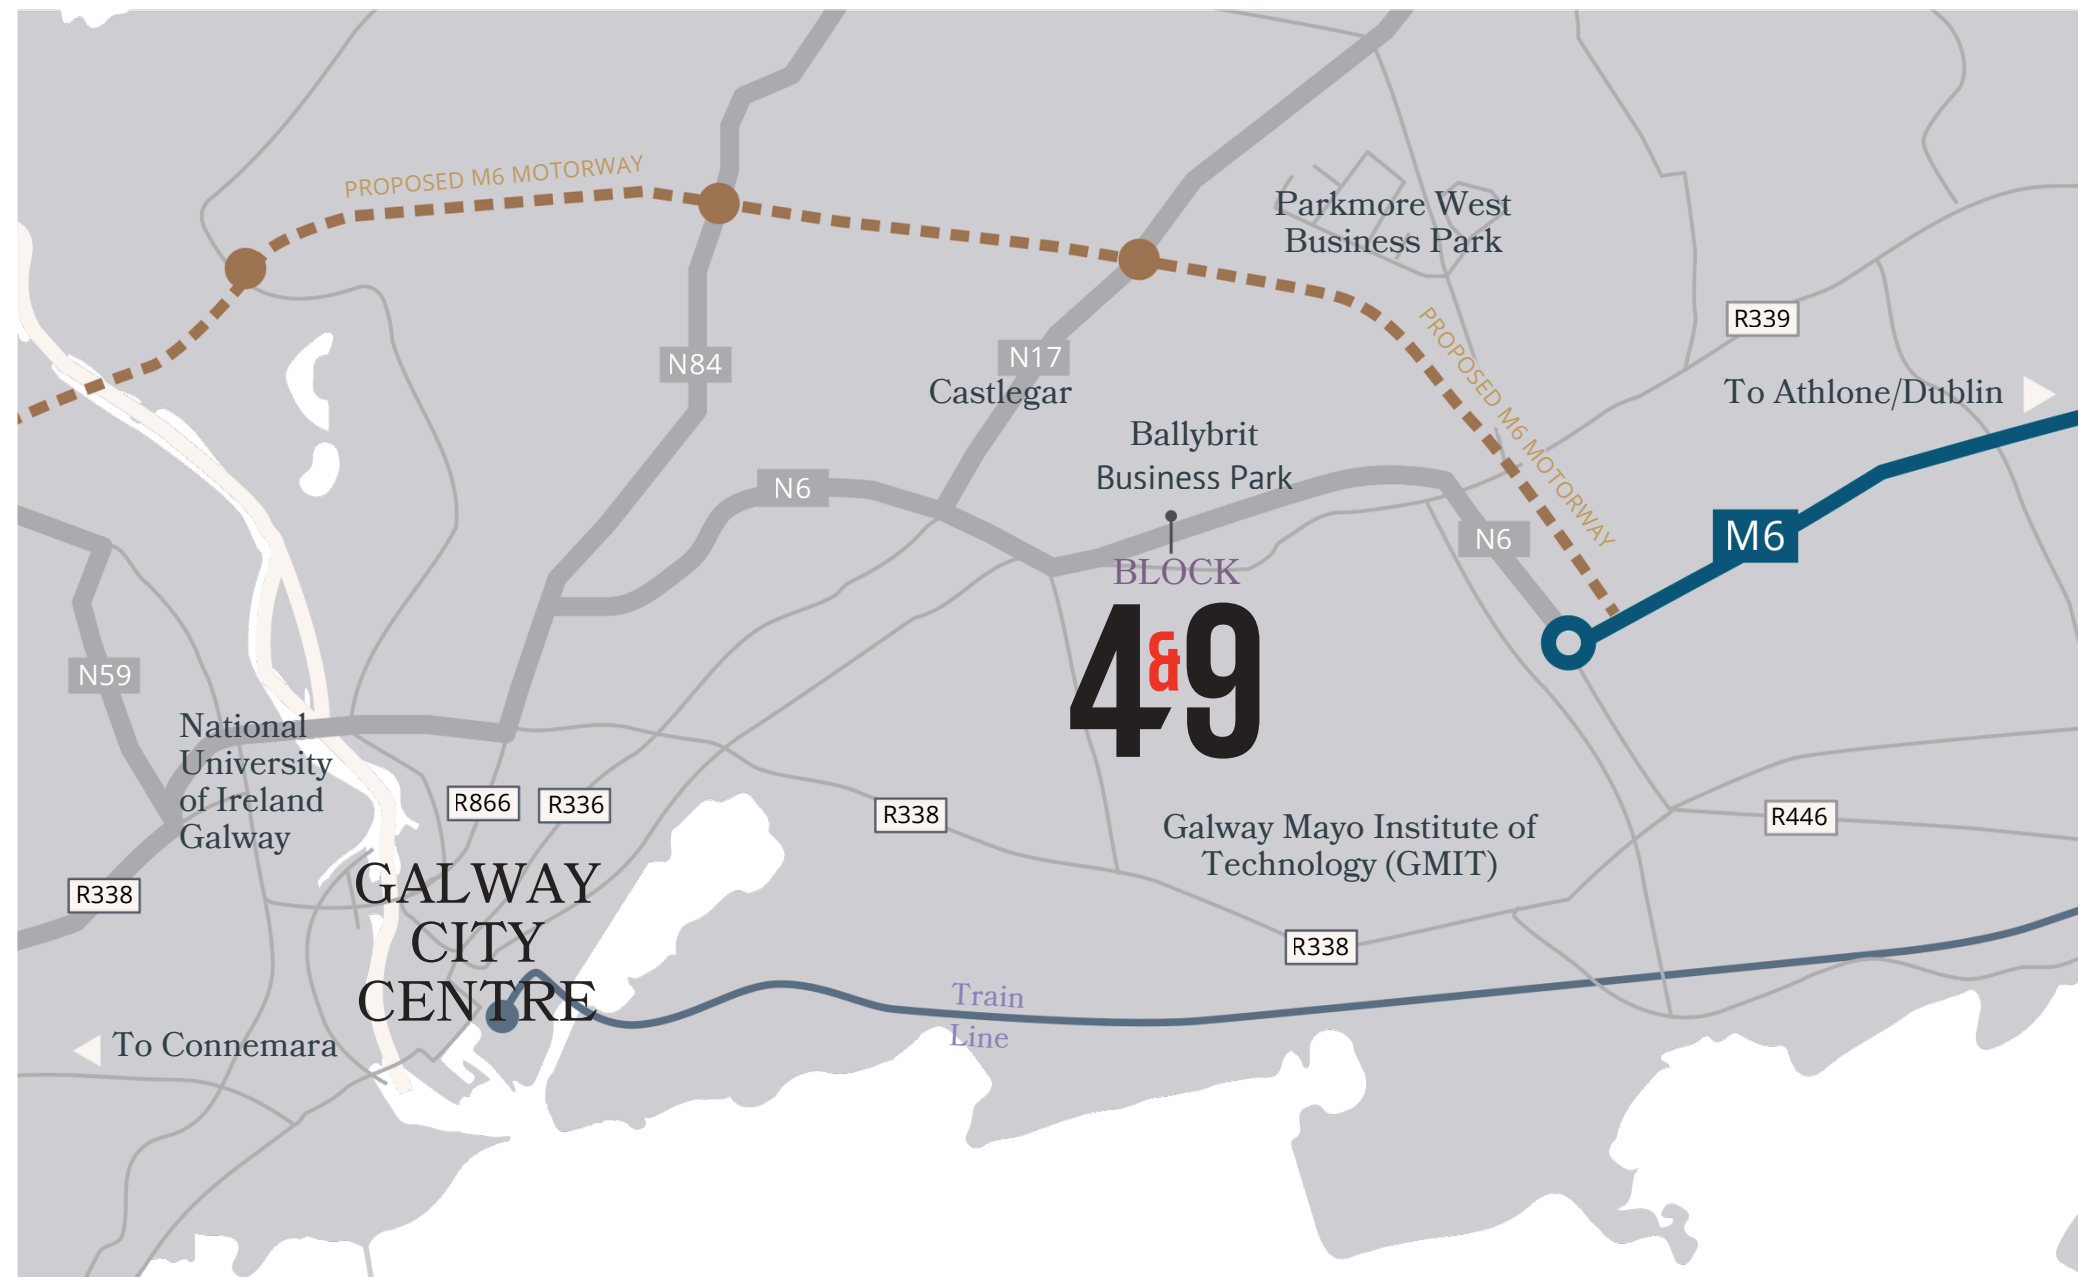 PROPOSED M6 MOTORWAY
Parkmore West
Business Park
PROPOSED M6 MOTORWAY
R339
N84
N17
Castlegar
To Athlone/Dublin
Ballybrit
Business Park
N6
N6
M6
BLOCK
4&9
N59
National
University
of Ireland
Galway
R866
R336
R338
R446
Galway Mayo Institute of
Technology (GMIT)
R338
GALWAY
CITY
CENTRE
R338
Train
Line
To Connemara